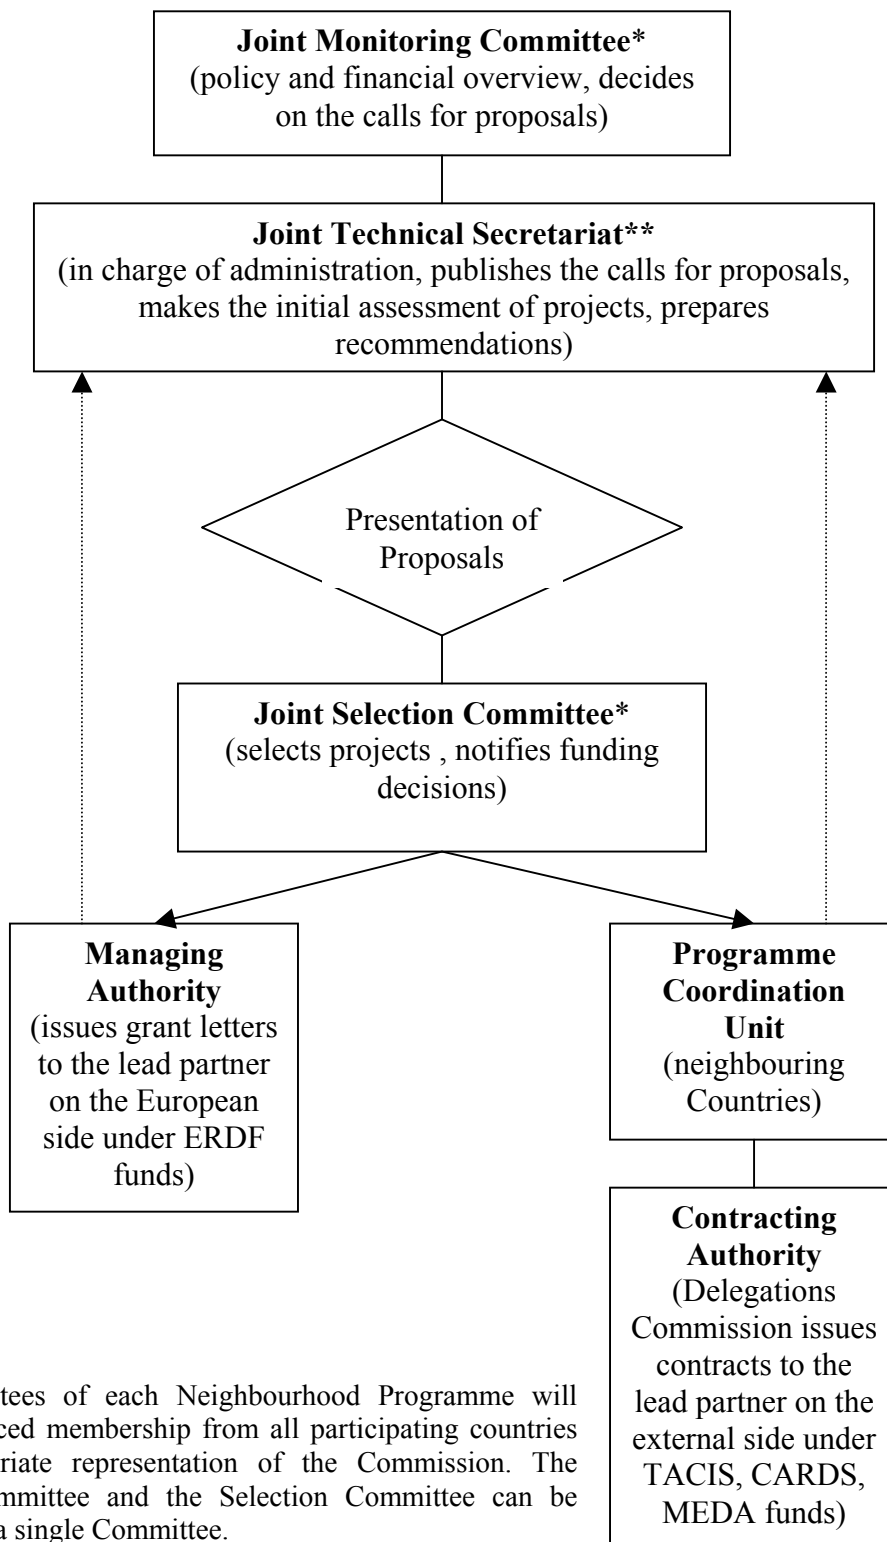 Joint Monitoring Committee*
(policy and financial overview, decides
on the calls for proposals)
Joint Technical Secretariat**
(in charge of administration, publishes the calls for proposals,
makes the initial assessment of projects, prepares
recommendations)
Presentation of
Proposals
Joint Selection Committee*
(selects projects , notifies funding
decisions)
Managing
Authority
(issues grant letters
to the lead partner
on the European
side under ERDF
funds)
Programme
Coordination
Unit
(neighbouring
Countries)
Contracting
Authority
(Delegations
Commission issues
contracts to the
lead partner on the
external side under
TACIS, CARDS,
MEDA funds)
of each Neighbourhood Programme will
membership from all participating countries
representation of the Commission. The
and the Selection Committee can be
a single Committee.